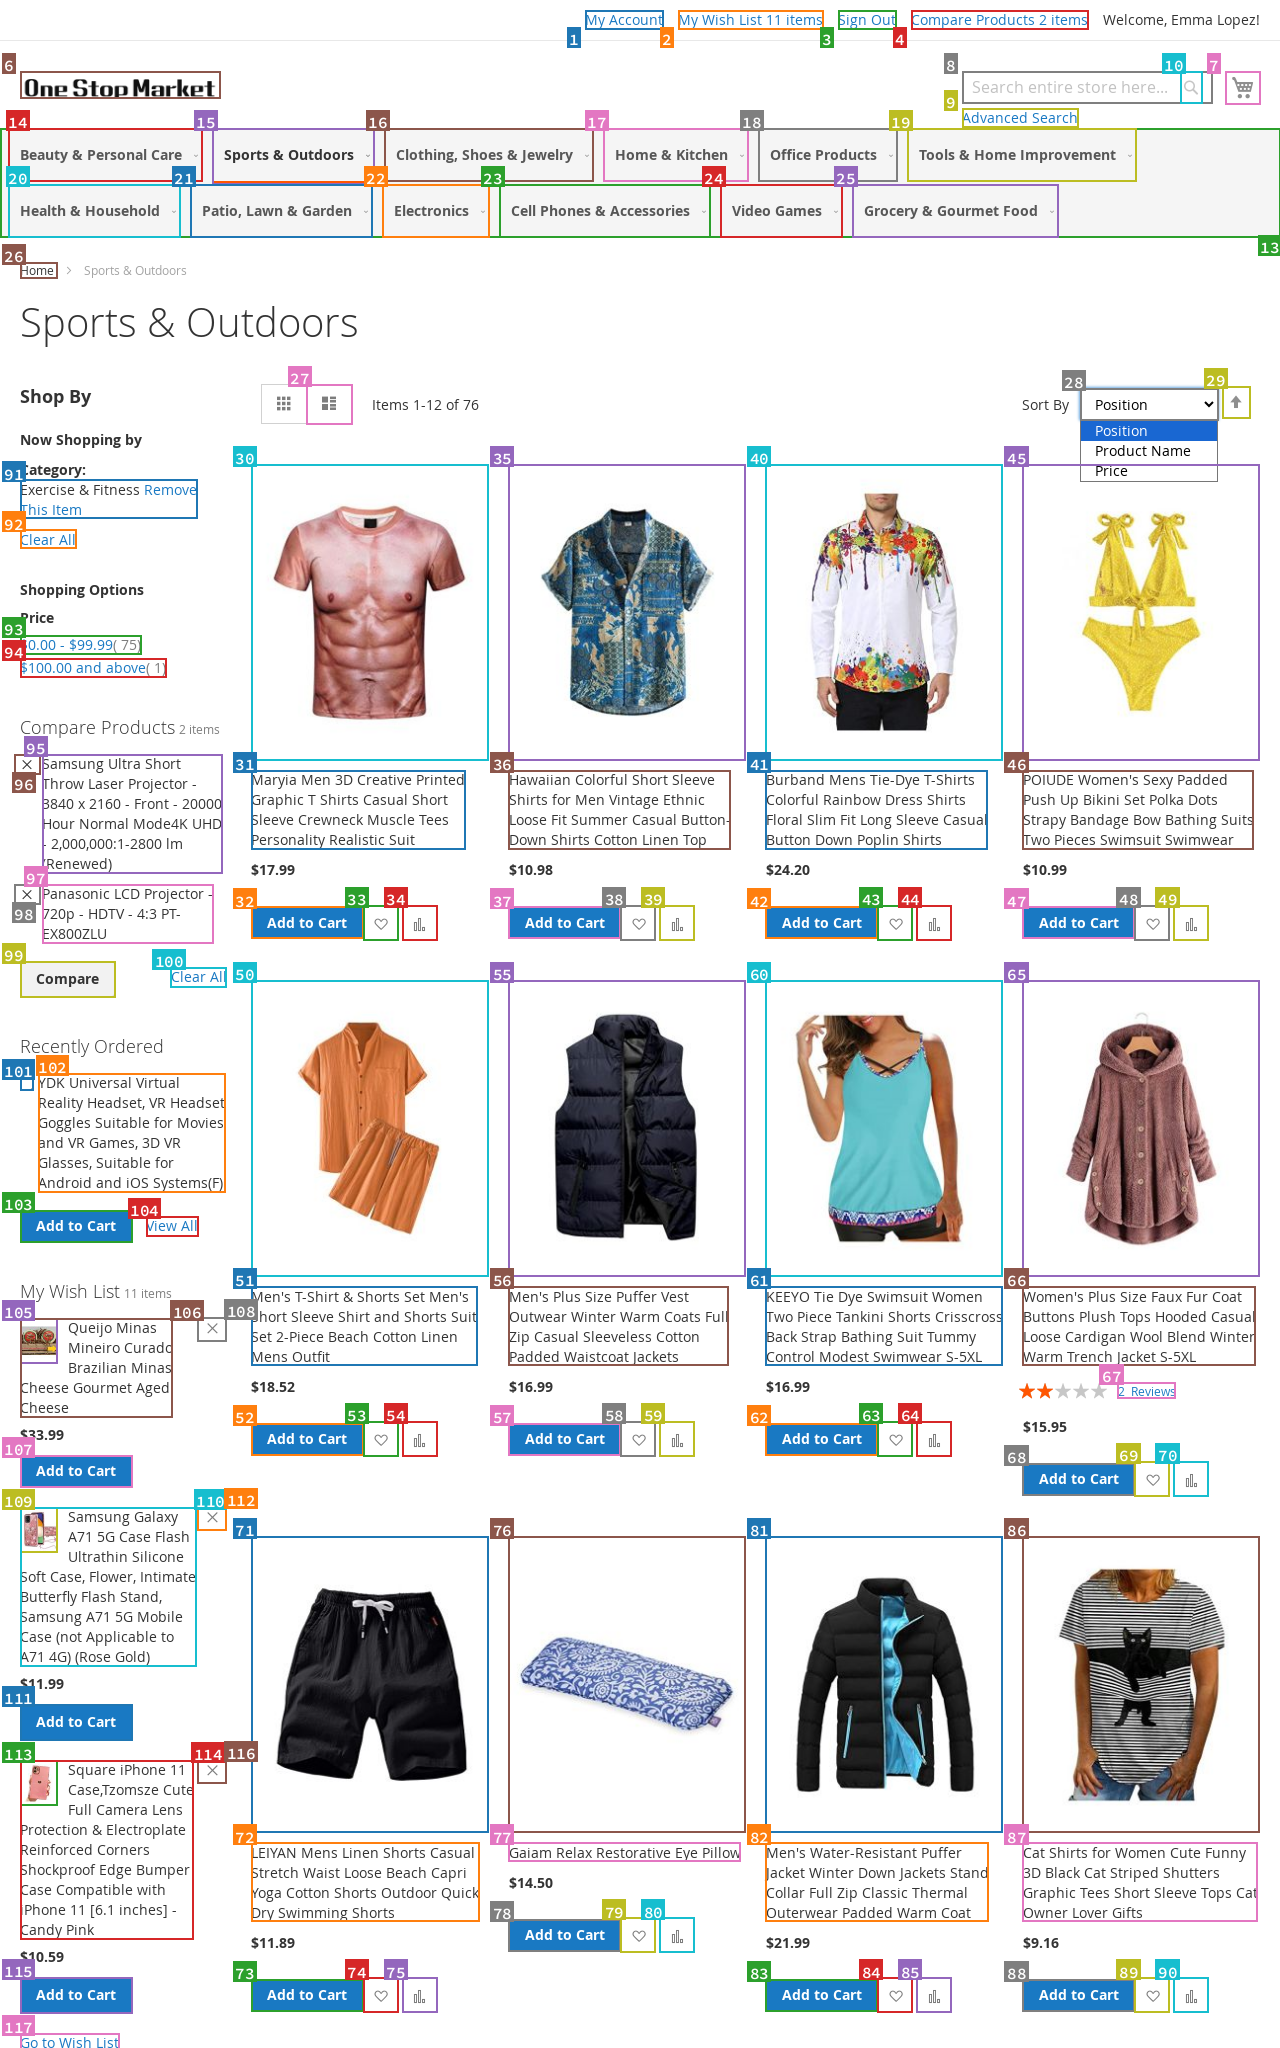 My Account My Wish List 11 items Sign Out Compare Products 2 items Welcome, Emma Lopez!
1 2 3 4
6 8 10 7
One Stop Market Search entire store here...
9
Advanced Search
14 15 16 17 18 19
Beauty & Personal Care Sports & Outdoors Clothing, Shoes & Jewelry Home & Kitchen Office Products Tools & Home Improvement
20 21 22 23 24 25
Health & Household Patio, Lawn & Garden Electronics Cell Phones & Accessories Video Games Grocery & Gourmet Food
26 13
Home Sports & Outdoors
Sports & Outdoors
27 28 29
Shop By
Items 1-12 of 76 Sort By Position
Position
Product Name
Price
Now Shopping by
91 Category:
Exercise & Fitness Remove
This Item
92
Clear All
Shopping Options
Price
93
$0.00 - $99.99( 75)
94
$100.00 and above( 1)
Compare Products 2 items
95
Samsung Ultra Short
96
Throw Laser Projector -
3840 x 2160 - Front - 20000
Hour Normal Mode4K UHD
- 2,000,000:1-2800 lm
(Renewed)
97
Panasonic LCD Projector -
98
720p - HDTV - 4:3 PT-
EX800ZLU
99 100
Compare Clear All
Recently Ordered
101 102
YDK Universal Virtual
Reality Headset, VR Headset
Goggles Suitable for Movies
and VR Games, 3D VR
Glasses, Suitable for
Android and iOS Systems(F)
103 104
Add to Cart View All
My Wish List 11 items
105 106 108
Queijo Minas
Mineiro Curado
Brazilian Minas
Cheese Gourmet Aged
Cheese
$33.99
107
Add to Cart
109 110 112
Samsung Galaxy
A71 5G Case Flash
Ultrathin Silicone
Soft Case, Flower, Intimate
Butterfly Flash Stand,
Samsung A71 5G Mobile
Case (not Applicable to
A71 4G) (Rose Gold)
$11.99
111
Add to Cart
113 114 116
Square iPhone 11
Case,Tzomsze Cute
Full Camera Lens
Protection & Electroplate
Reinforced Corners
Shockproof Edge Bumper
Case Compatible with
iPhone 11 [6.1 inches] -
Candy Pink
$10.59
115
Add to Cart
117
Go to Wish List
30 35 40 45
31
Maryia Men 3D Creative Printed
Graphic T Shirts Casual Short
Sleeve Crewneck Muscle Tees
Personality Realistic Suit
$17.99
32 33 34
Add to Cart
36
Hawaiian Colorful Short Sleeve
Shirts for Men Vintage Ethnic
Loose Fit Summer Casual Button-
Down Shirts Cotton Linen Top
$10.98
37 38 39
Add to Cart
41
Burband Mens Tie-Dye T-Shirts
Colorful Rainbow Dress Shirts
Floral Slim Fit Long Sleeve Casual
Button Down Poplin Shirts
$24.20
42 43 44
Add to Cart
46
POIUDE Women's Sexy Padded
Push Up Bikini Set Polka Dots
Strapy Bandage Bow Bathing Suits
Two Pieces Swimsuit Swimwear
$10.99
47 48 49
Add to Cart
50 55 60 65
51
Men's T-Shirt & Shorts Set Men's
Short Sleeve Shirt and Shorts Suit
Set 2-Piece Beach Cotton Linen
Mens Outfit
$18.52
52 53 54
Add to Cart
56
Men's Plus Size Puffer Vest
Outwear Winter Warm Coats Full
Zip Casual Sleeveless Cotton
Padded Waistcoat Jackets
$16.99
57 58 59
Add to Cart
61
KEEYO Tie Dye Swimsuit Women
Two Piece Tankini Shorts Crisscross
Back Strap Bathing Suit Tummy
Control Modest Swimwear S-5XL
$16.99
62 63 64
Add to Cart
66
Women's Plus Size Faux Fur Coat
Buttons Plush Tops Hooded Casual
Loose Cardigan Wool Blend Winter
Warm Trench Jacket S-5XL
67
2 Reviews
$15.95
68 69 70
Add to Cart
71 76 81 86
72
LEIYAN Mens Linen Shorts Casual
Stretch Waist Loose Beach Capri
Yoga Cotton Shorts Outdoor Quick
Dry Swimming Shorts
$11.89
73 74 75
Add to Cart
77
Gaiam Relax Restorative Eye Pillow
$14.50
78 79 80
Add to Cart
82
Men's Water-Resistant Puffer
Jacket Winter Down Jackets Stand
Collar Full Zip Classic Thermal
Outerwear Padded Warm Coat
$21.99
83 84 85
Add to Cart
87
Cat Shirts for Women Cute Funny
3D Black Cat Striped Shutters
Graphic Tees Short Sleeve Tops Cat
Owner Lover Gifts
$9.16
88 89 90
Add to Cart